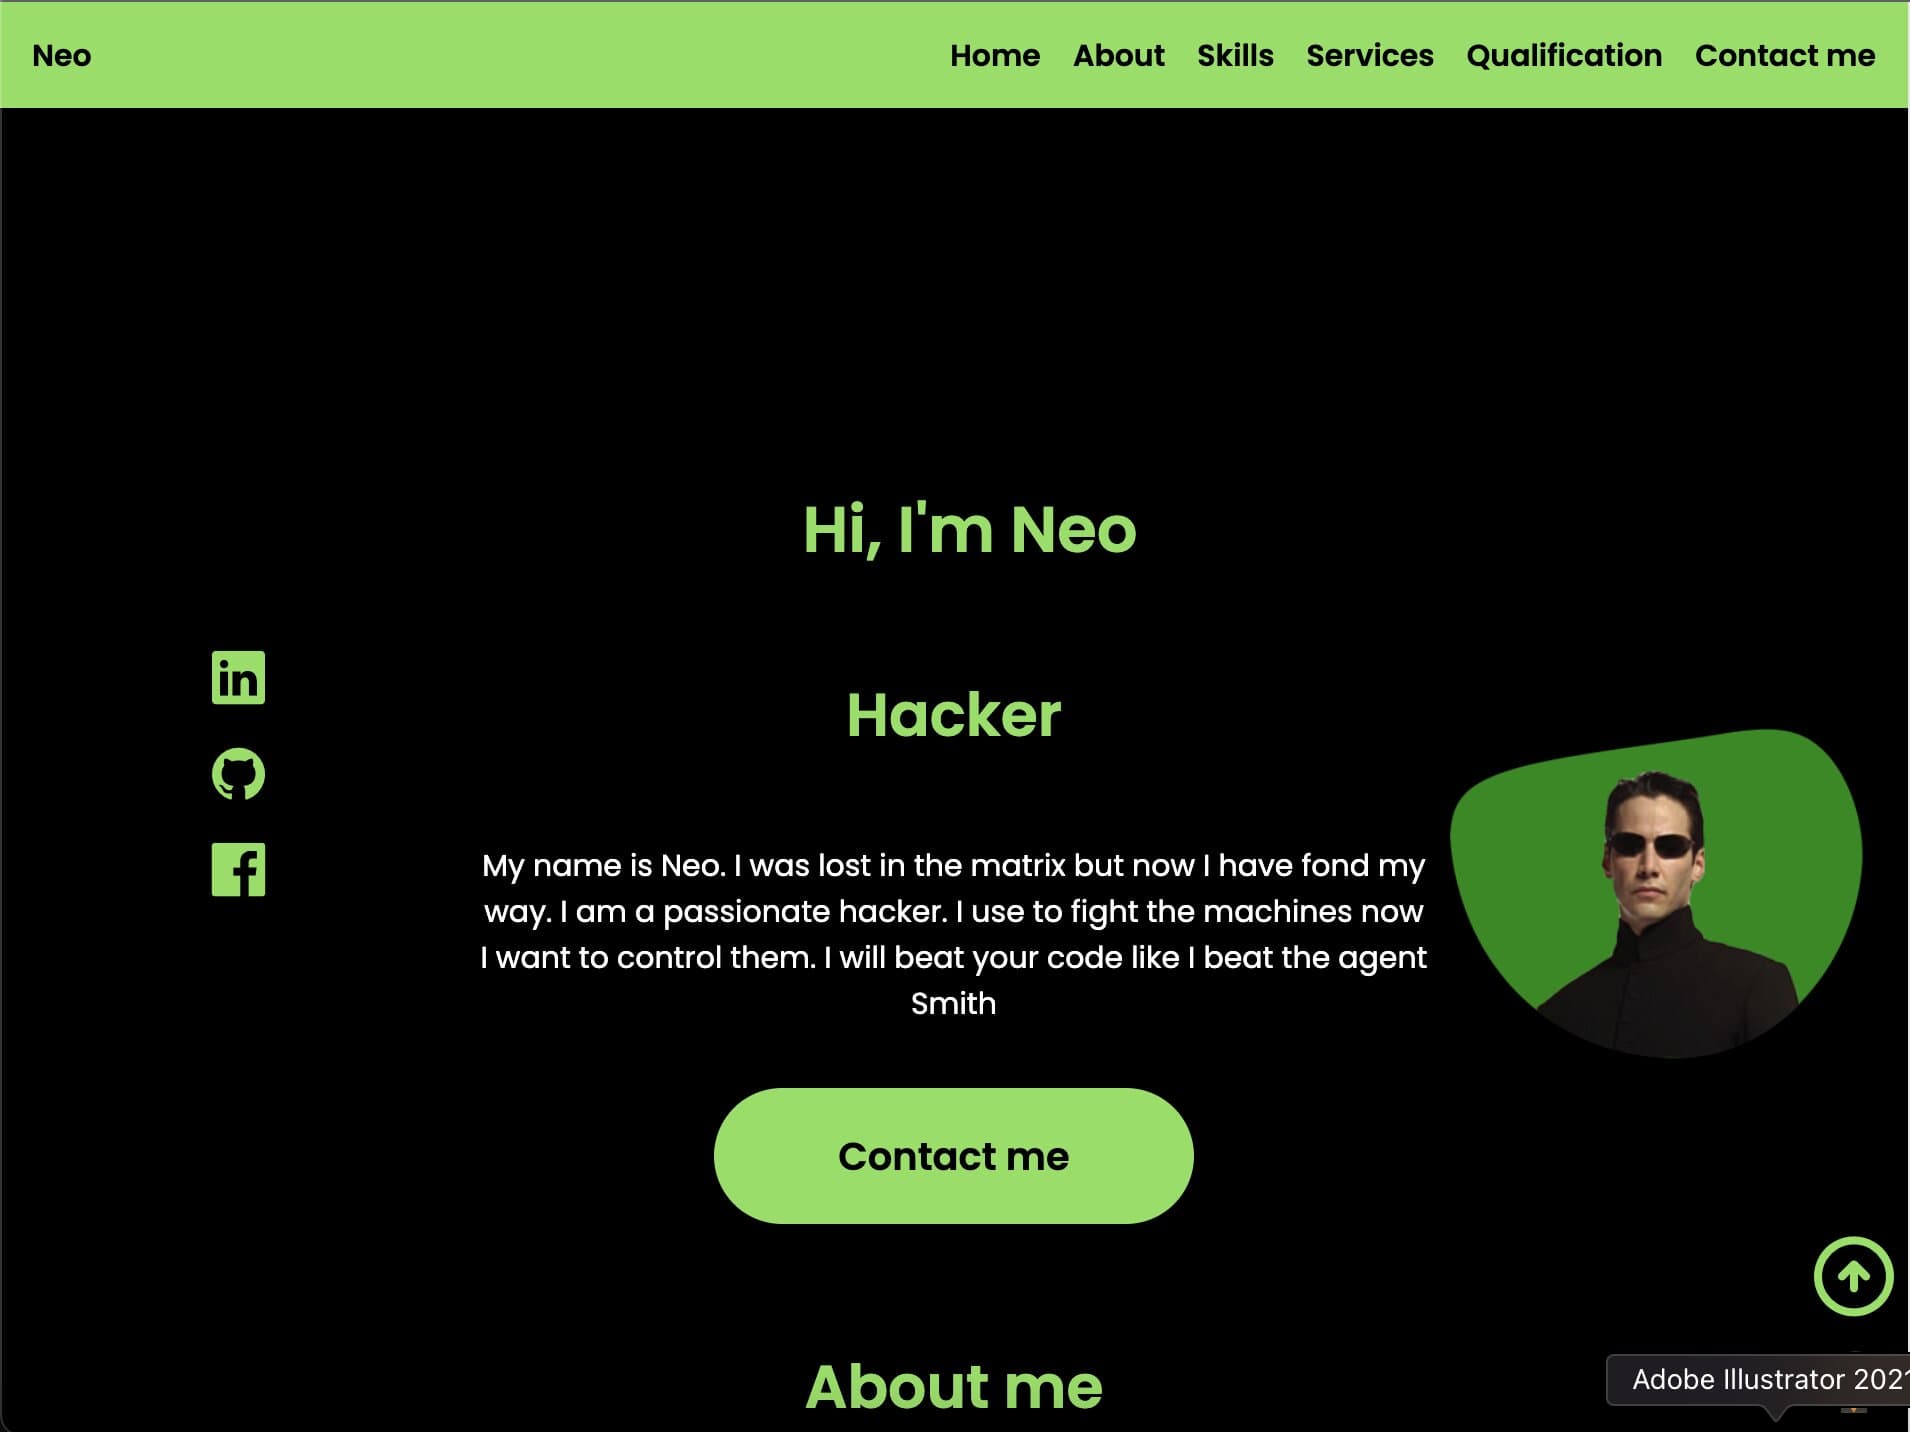 Neo
Home About Skills Services Qualification Contact me
Hi, I'm Neo
Hacker
My name is Neo. I was lost in the matrix but now I have fond my
way. I am a passionate hacker. I use to fight the machines now
I want to control them. I will beat your code like I beat the agent
Smith
Contact me
About me
Adobe Illustrator 2021